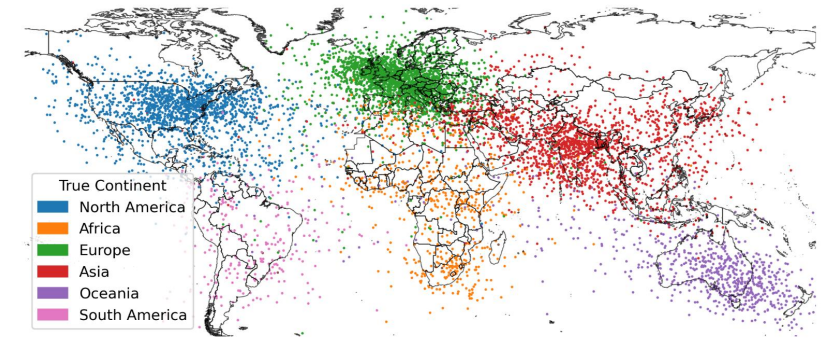 True Continent
North America
Africa
Europe
Asia
Oceania
South America